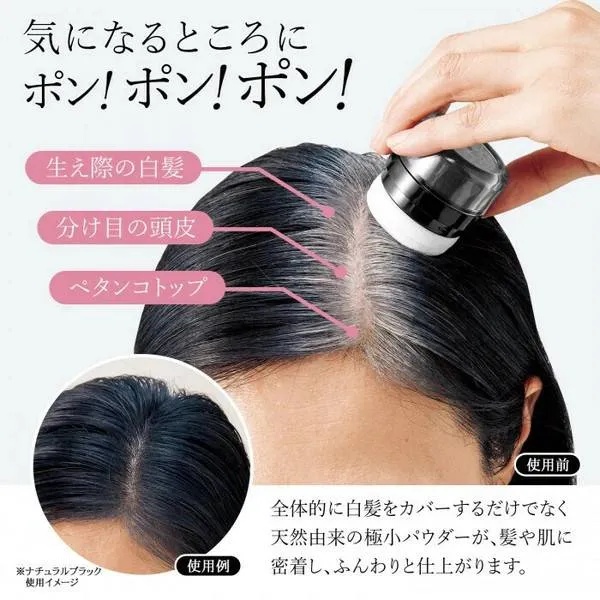 気になるところに
ポン! ポン! ポン!
生え際の白髪
分け目の頭皮
ペタンコトップ
使用前
使用例
※ナチュラルブラック
使用イメージ
全体的に白髪をカバーするだけでなく
天然由来の極小パウダーが、髪や肌に
密着し、ふんわりと仕上がります。